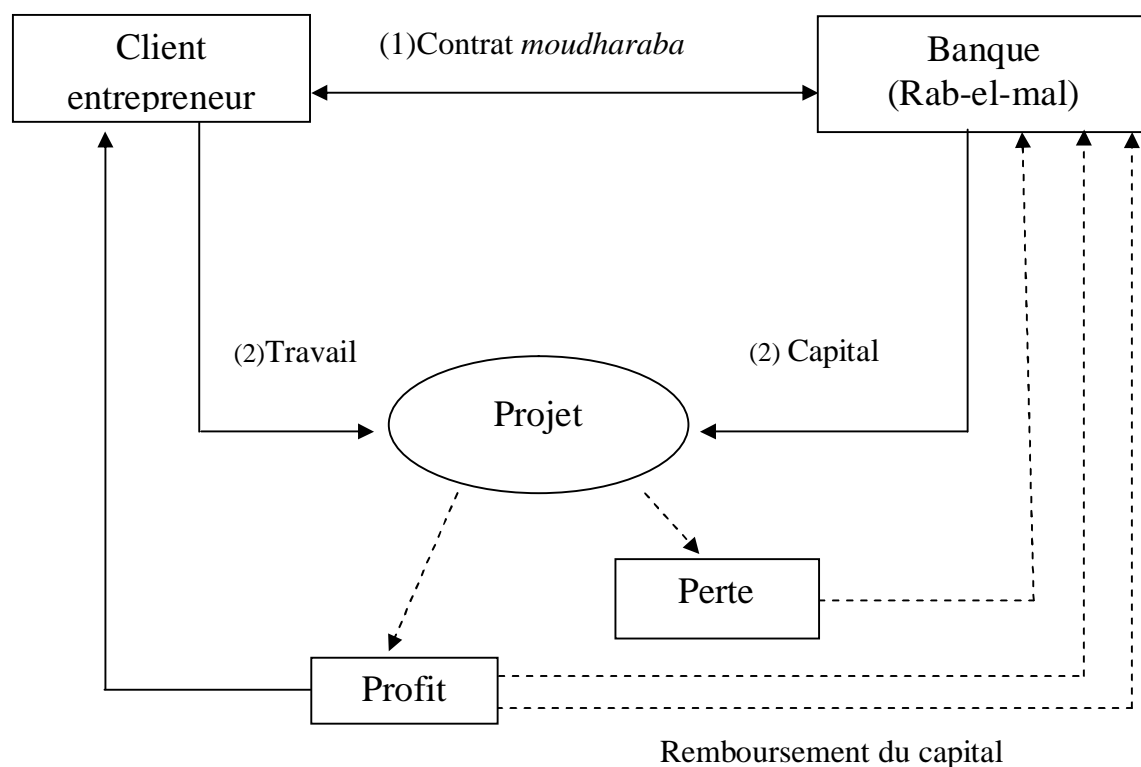 Client
entrepreneur
(1)Contrat moudharaba
Banque
(Rab-el-mal)
(2)Travail
(2) Capital
Projet
Perte
Profit
Remboursement du capital